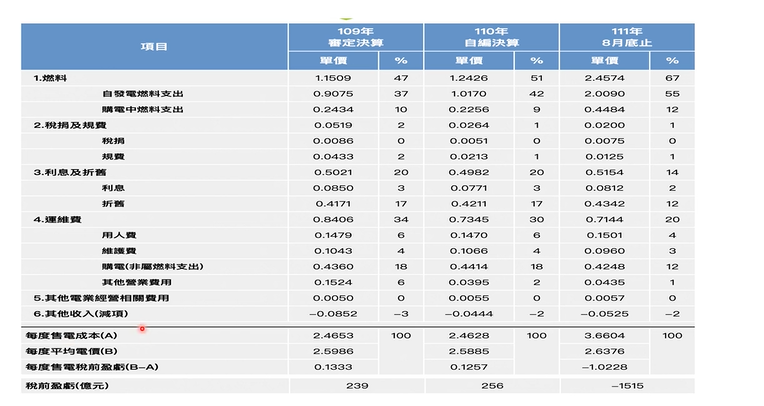 項目 109年 審定決算 110年 自編決算 111年 8月底止
單價 % 單價 % 單價 %
1.燃料 1.1509 47 1.2426 51 2.4574 67
自發電燃料支出 0.9075 37 1.0170 42 2.0090 55
購電中燃料支出 0.2434 10 0.2256 9 0.4484 12
2.稅捐及規費 0.0519 2 0.0264 1 0.0200 1
稅捐 0.0086 0 0.0051 0 0.0075 0
規費 0.0433 2 0.0213 1 0.0125 1
3.利息及折舊 0.5021 20 0.4982 20 0.5154 14
利息 0.0850 3 0.0771 3 0.0812 2
折舊 0.4171 17 0.4211 17 0.4342 12
4.運維費 0.8406 34 0.7345 30 0.7144 20
用人費 0.1479 6 0.1470 6 0.1501 4
維護費 0.1043 4 0.1066 4 0.0960 3
購電(非屬燃料支出) 0.4360 18 0.4414 18 0.4248 12
其他營業費用 0.1524 6 0.0395 2 0.0435 1
5.其他電業經營相關費用 0.0050 0 0.0055 0 0.0057 0
6.其他收入(減項) −0.0852 −3 −0.0444 −2 −0.0525 −2
每度售電成本(A) 2.4653 100 2.4628 100 3.6604 100
每度平均電價(B) 2.5986 2.5885 2.6376
每度售電稅前盈虧(B−A) 0.1333 0.1257 −1.0228
稅前盈虧(億元) 239 256 −1515